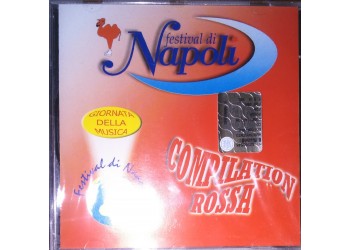 festival di
Napoli
GIORNATA
DELLA
MUSICA
festival di
COMPILATION
ROSSA